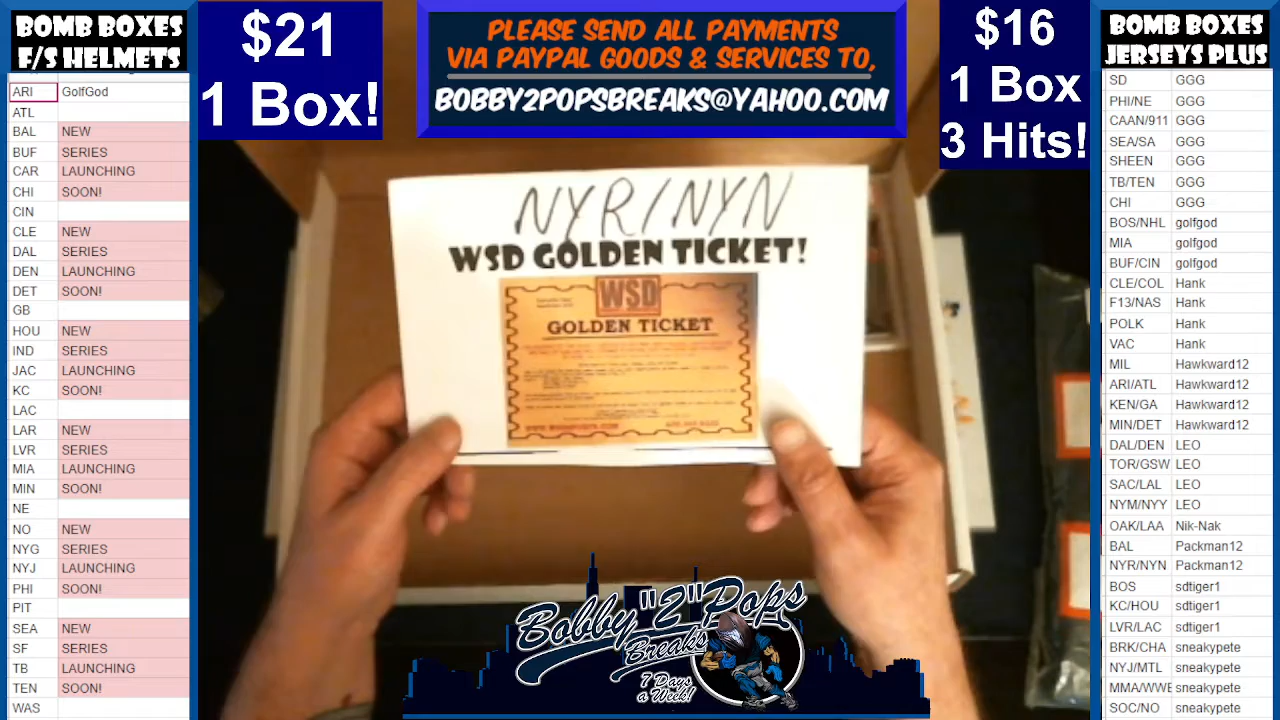 BOMB BOXES
F/S HELMETS
ARI GolfGod
ATL
BAL NEW
BUF SERIES
CAR LAUNCHING
CHI SOON!
CIN
CLE NEW
DAL SERIES
DEN LAUNCHING
DET SOON!
GB
HOU NEW
IND SERIES
JAC LAUNCHING
KC SOON!
LAC
LAR NEW
LVR SERIES
MIA LAUNCHING
MIN SOON!
NE
NO NEW
NYG SERIES
NYJ LAUNCHING
PHI SOON!
PIT
SEA NEW
SF SERIES
TB LAUNCHING
TEN SOON!
WAS
$21
1 Box!
PLEASE SEND ALL PAYMENTS
VIA PAYPAL GOODS & SERVICES TO,
BOBBY2POPSBREAKS@YAHOO.COM
$16
1 Box
3 Hits!
NYR/NYN
WSD GOLDEN TICKET!
WSD
GOLDEN TICKET
Bobby "2" Pops
Breaks
7 Days
a Week!
BOMB BOXES
JERSEYS PLUS
SD GGG
PHI/NE GGG
CAAN/911 GGG
SEA/SA GGG
SHEEN GGG
TB/TEN GGG
CHI GGG
BOS/NHL golfgod
MIA golfgod
BUF/CIN golfgod
CLE/COL Hank
F13/NAS Hank
POLK Hank
VAC Hank
MIL Hawkward12
ARI/ATL Hawkward12
KEN/GA Hawkward12
MIN/DET Hawkward12
DAL/DEN LEO
TOR/GSW LEO
SAC/LAL LEO
NYM/NYY LEO
OAK/LAA Nik-Nak
BAL Packman12
NYR/NYN Packman12
BOS sdtiger1
KC/HOU sdtiger1
LVR/LAC sdtiger1
BRK/CHA sneakypete
NYJ/MTL sneakypete
MMA/WWE sneakypete
SOC/NO sneakypete